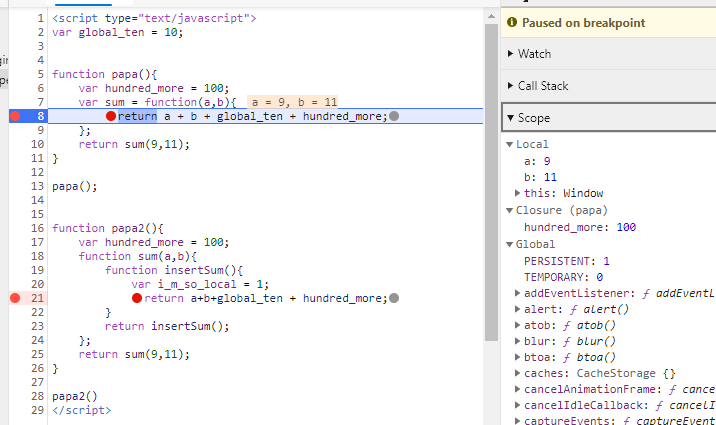 1 <script type="text/javascript">
2 var global_ten = 10;
3
4
5 function papa(){
6 var hundred_more = 100;
7 var sum = function(a,b){ a = 9, b = 11
8 return a + b + global_ten + hundred_more;
9 };
10 return sum(9,11);
11 }
12
13 papa();
14
15
16 function papa2(){
17 var hundred_more = 100;
18 function sum(a,b){
19 function insertSum(){
20 var i_m_so_local = 1;
21 return a+b+global_ten + hundred_more;
22 }
23 return insertSum();
24 };
25 return sum(9,11);
26 }
27
28 papa2()
29 </script>
Paused on breakpoint
Watch
Call Stack
Scope
Local
a: 9
b: 11
this: Window
Closure (papa)
hundred_more: 100
Global
PERSISTENT: 1
TEMPORARY: 0
addEventListener: ƒ addEventL
alert: ƒ alert()
atob: ƒ atob()
blur: ƒ blur()
btoa: ƒ btoa()
caches: CacheStorage {}
cancelAnimationFrame: ƒ cance
cancelIdleCallback: ƒ cancelI
captureEvents: ƒ captureEvent